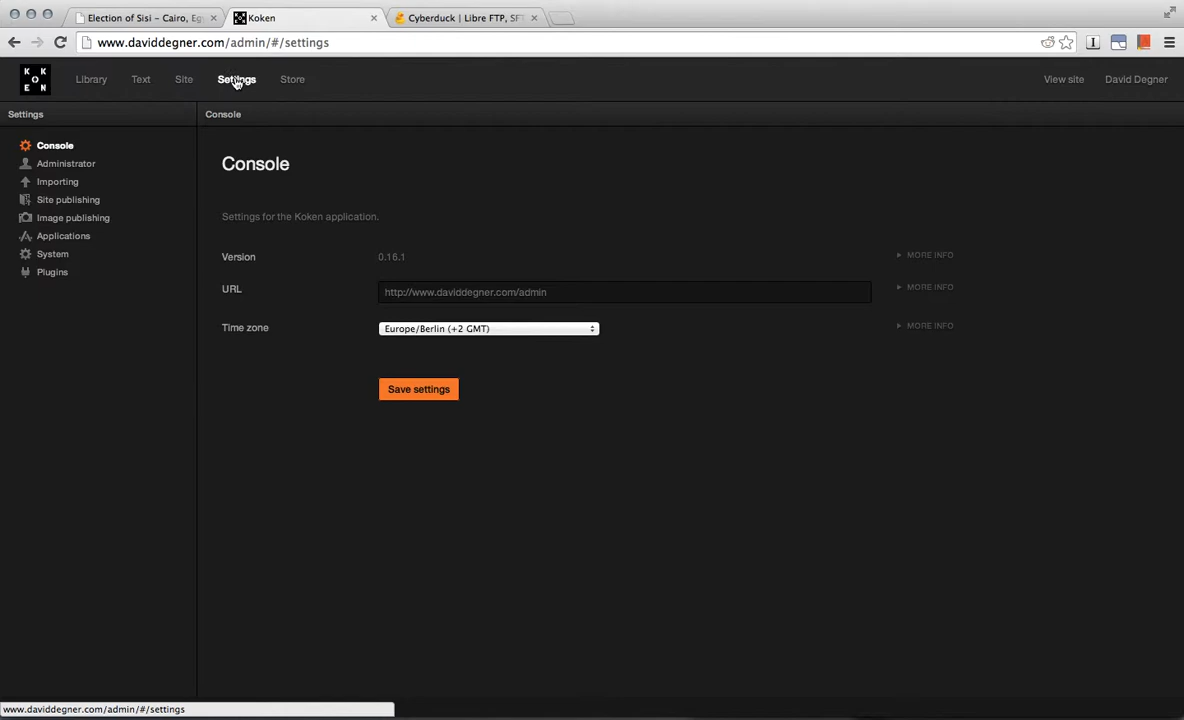 Election of Sisi - Cairo, Eg
Koken
Cyberduck | Libre FTP, SF
www.daviddegner.com/admin/#/settings
K K
O
E N
Library
Text
Site
Settings
Store
View site
David Degner
Settings
Console
Console
Administrator
Importing
Site publishing
Image publishing
Applications
System
Plugins
Console
Settings for the Koken application.
Version
0.16.1
MORE INFO
URL
http://www.daviddegner.com/admin
MORE INFO
Time zone
Europe/Berlin (+2 GMT)
MORE INFO
Save settings
www.daviddegner.com/admin/#/settings